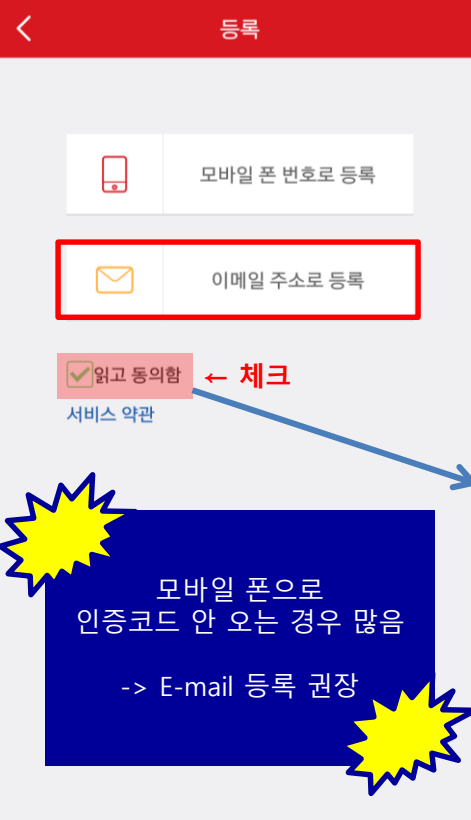 등록
모바일 폰 번호로 등록
이메일 주소로 등록
읽고 동의함 ← 체크
서비스 약관
모바일 폰으로
인증코드 안 오는 경우 많음
-> E-mail 등록 권장